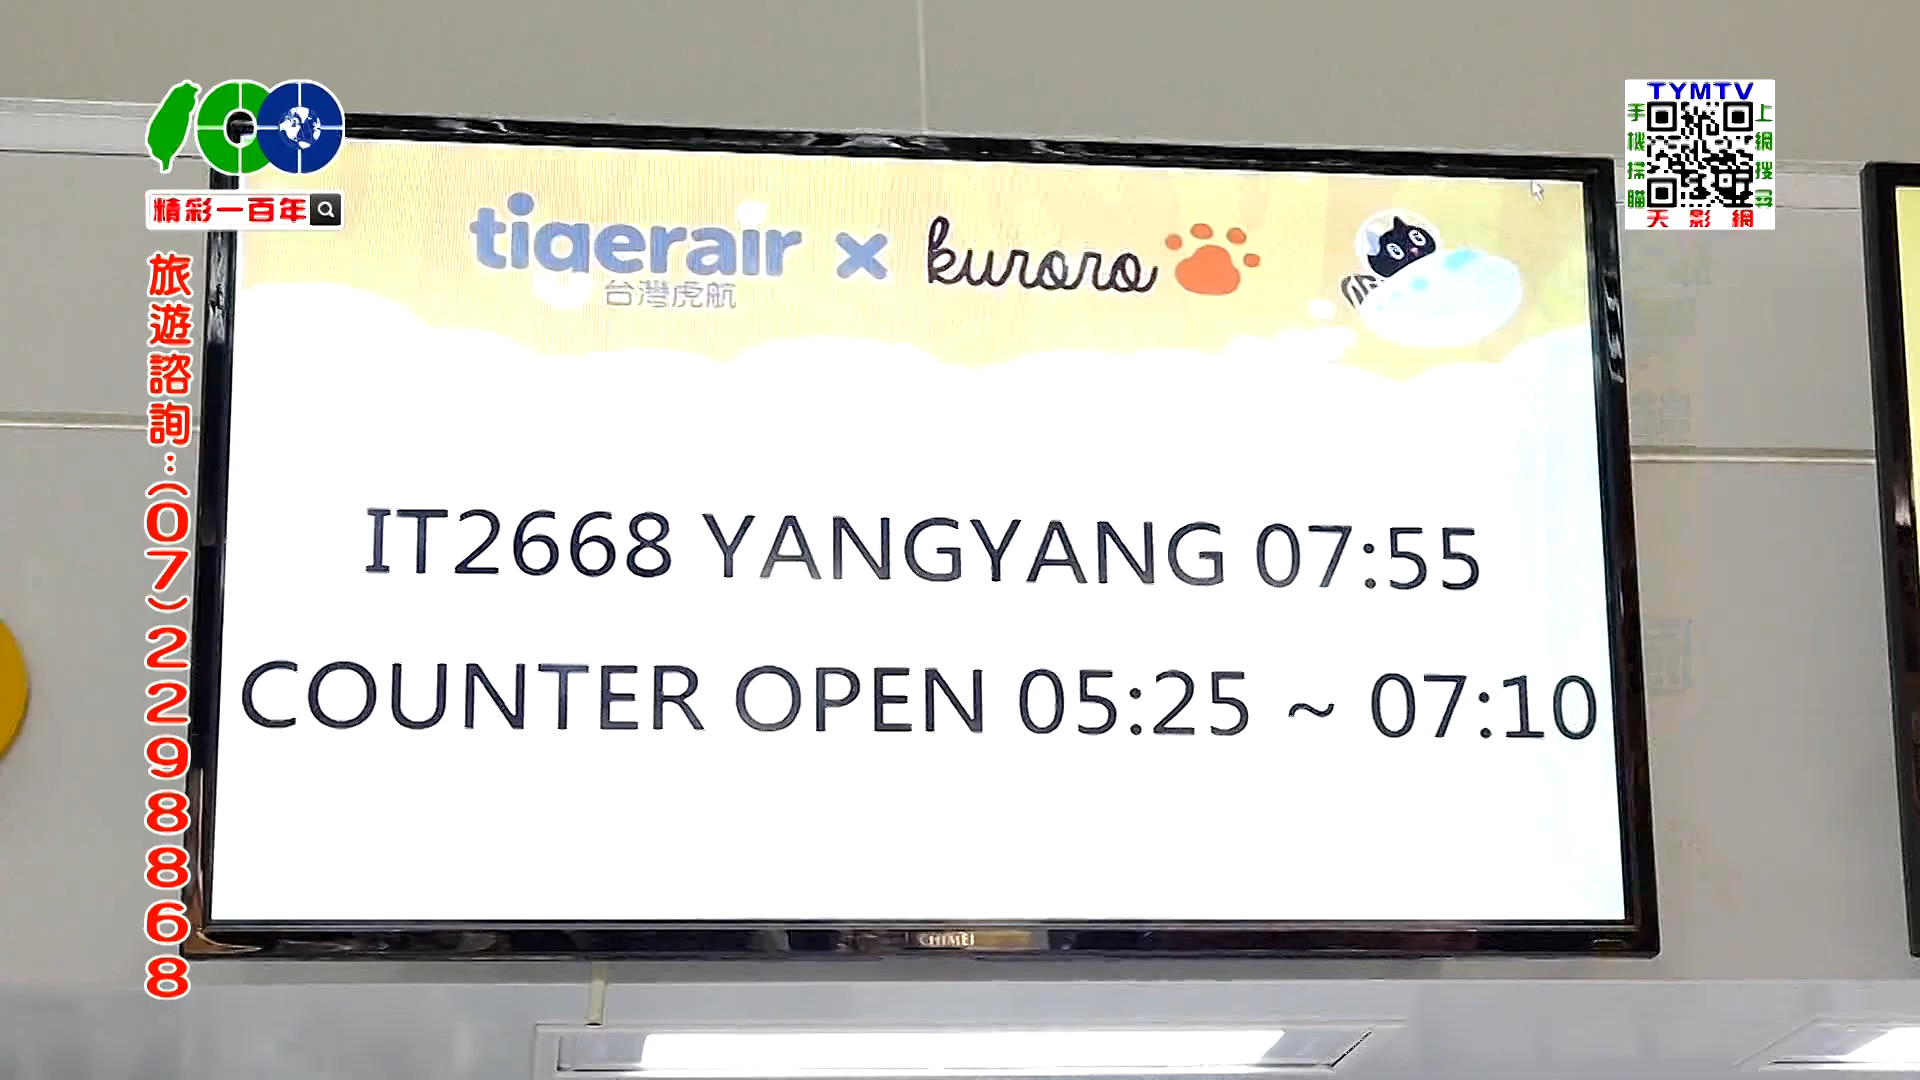 100
精彩一百年
旅遊諮詢:(07)2298868
TYMTV
手機掃瞄
上網搜尋
天影網
tigerair x kuroro
台灣虎航
IT2668 YANGYANG 07:55
COUNTER OPEN 05:25 ~ 07:10
CHIMEI